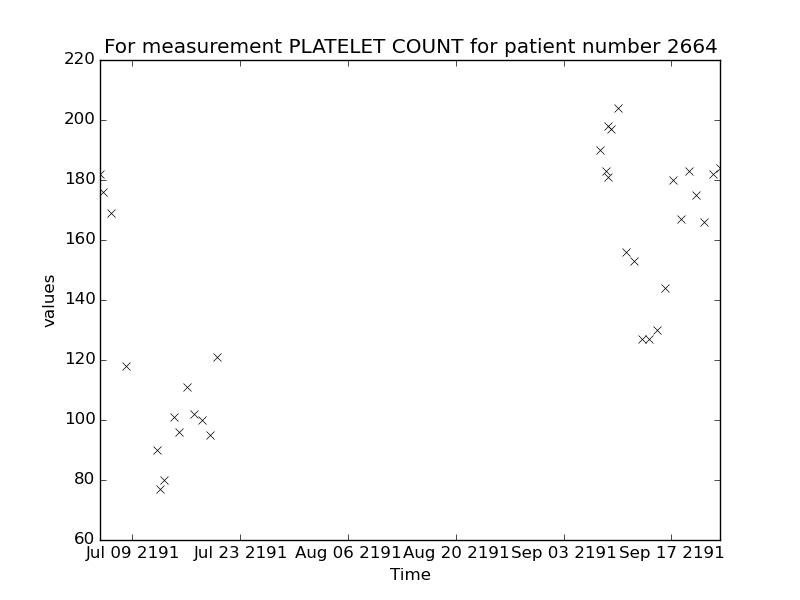 For measurement PLATELET COUNT for patient number 2664
220
200
180
160
140
120
100
80
60
values
Jul 09 2191 Jul 23 2191 Aug 06 2191 Aug 20 2191 Sep 03 2191 Sep 17 2191
Time